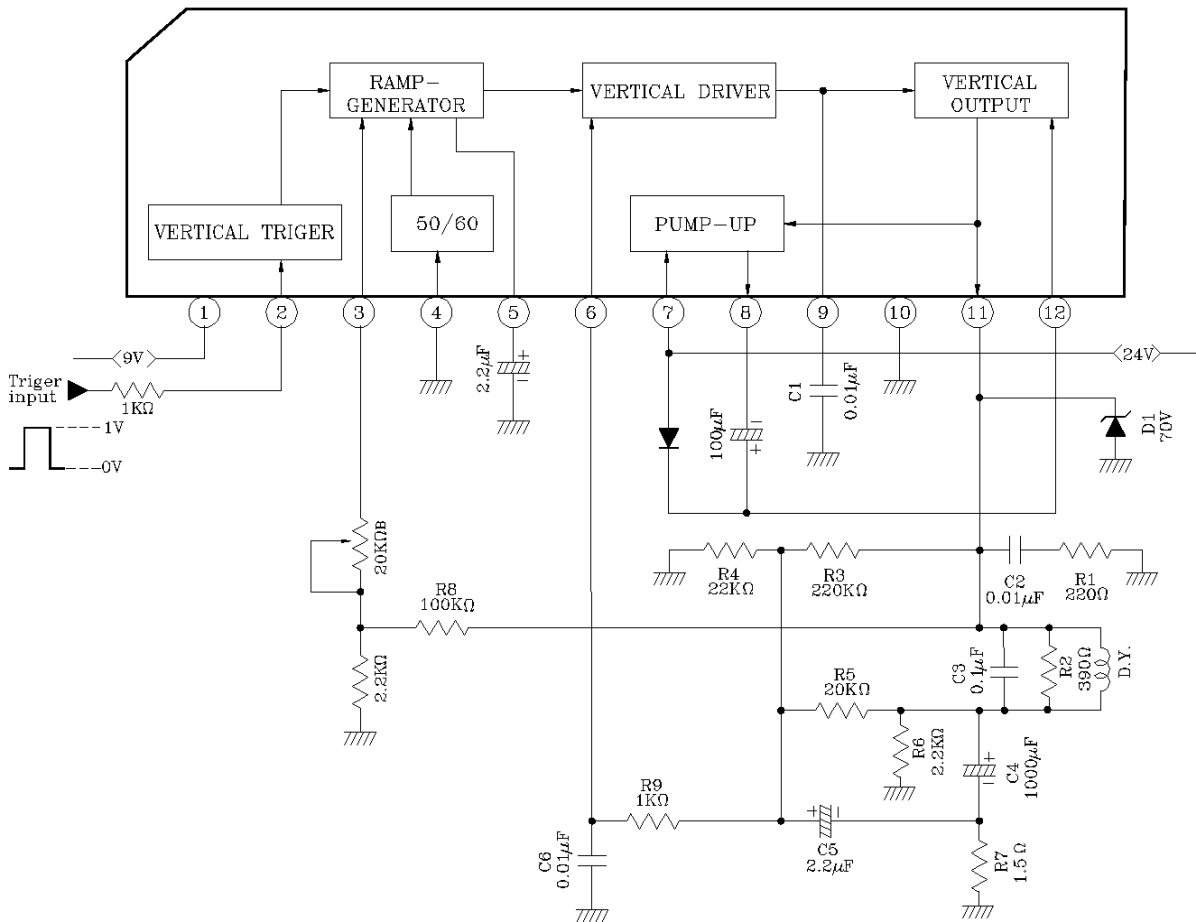 RAMP-
GENERATOR
VERTICAL DRIVER
VERTICAL
OUTPUT
VERTICAL TRIGER
50/60
PUMP-UP
1
2
3
4
5
6
7
8
9
10
11
12
9V
24V
Triger
input
1KΩ
1V
0V
2.2μF
+
−
100μF
−
+
C1
0.01μF
D1
70V
20KΩB
R4
22KΩ
R3
220KΩ
C2
0.01μF
R1
220Ω
R8
100KΩ
2.2KΩ
C3
0.1μF
R2
390Ω
D.Y.
R5
20KΩ
R6
2.2KΩ
+
−
C4
1000μF
R9
1KΩ
+
−
C5
2.2μF
C6
0.01μF
R7
1.5Ω